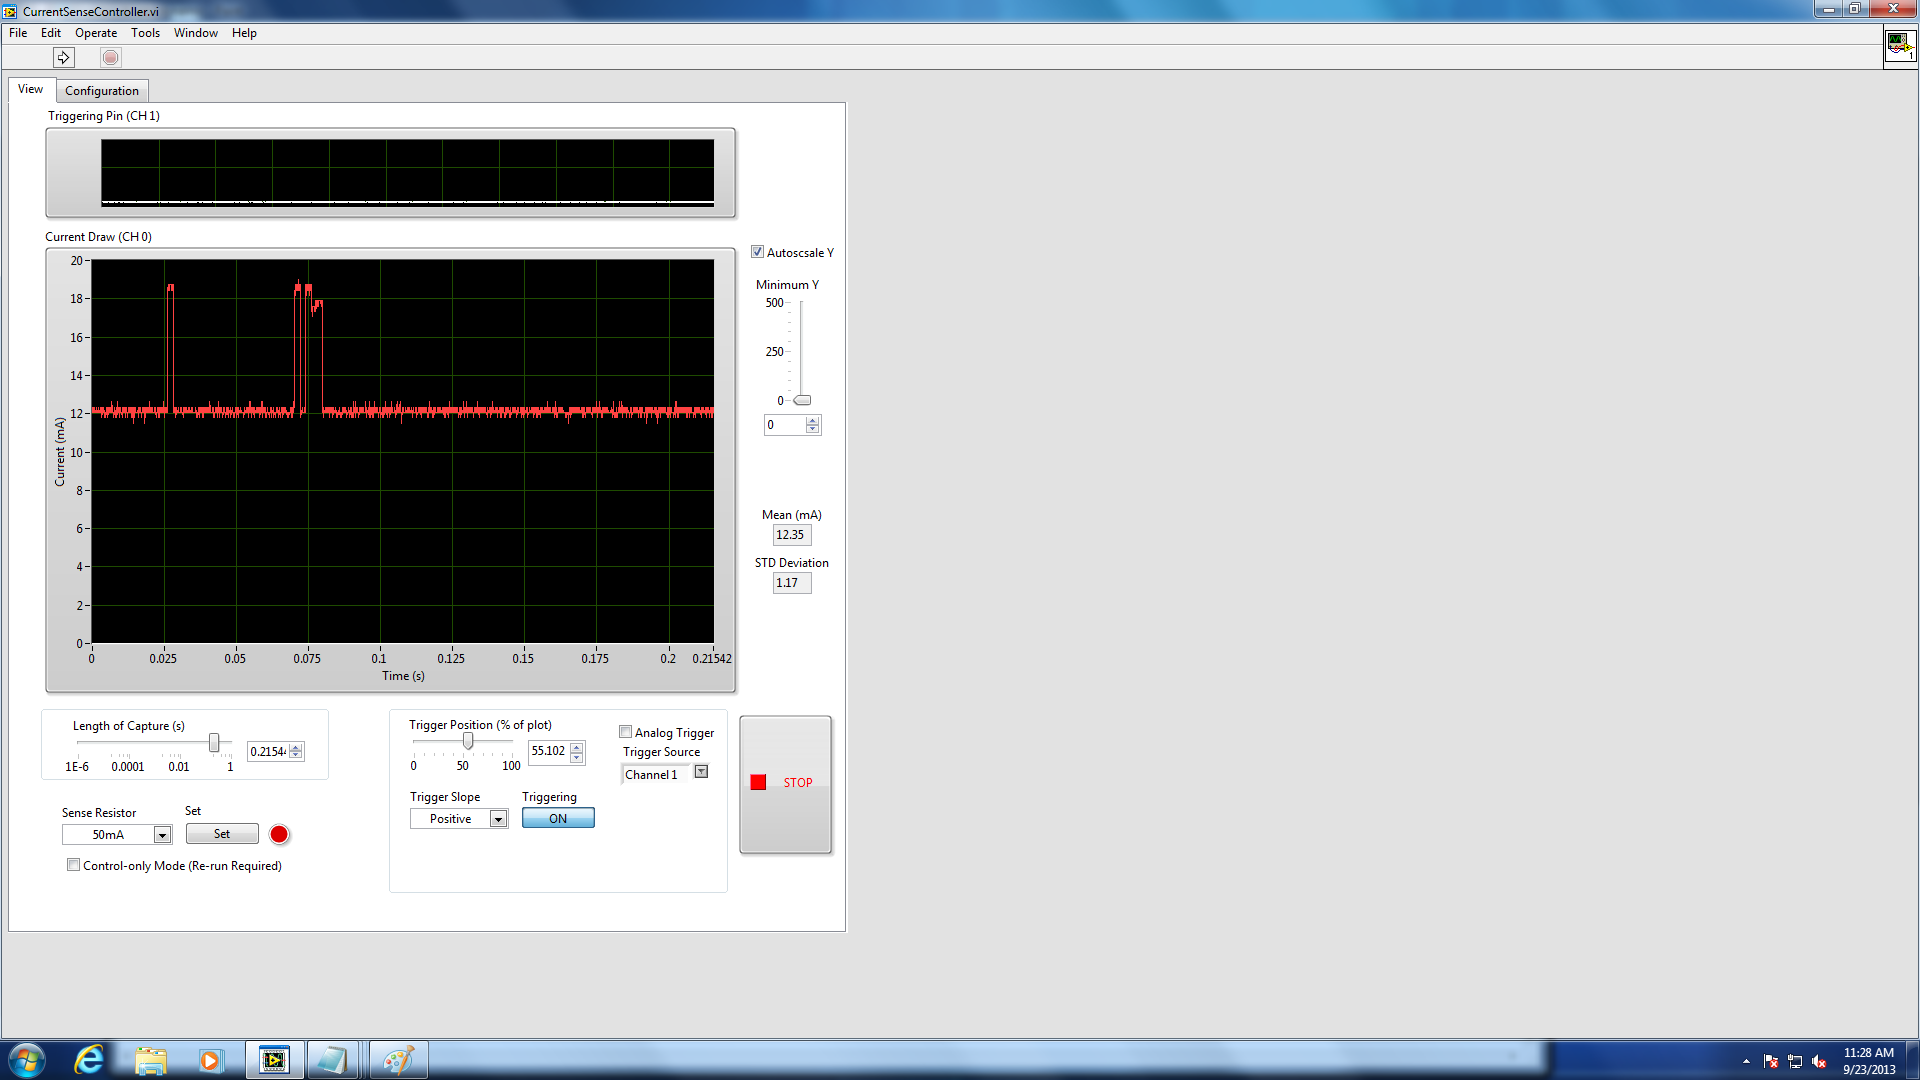 CurrentSenseController.vi
File Edit Operate Tools Window Help
1
View Configuration
Triggering Pin (CH 1)
Current Draw (CH 0)
Autoscsale Y
Minimum Y
500
250
0
0
20
18
16
14
12
10
8
6
4
2
0
Current (mA)
0 0.025 0.05 0.075 0.1 0.125 0.15 0.175 0.2 0.21542
Time (s)
Mean (mA)
12.35
STD Deviation
1.17
Length of Capture (s)
1E-6 0.0001 0.01 1
0.2154
Sense Resistor
50mA
Set
Set
Control-only Mode (Re-run Required)
Trigger Position (% of plot)
0 50 100
55.102
Analog Trigger
Trigger Source
Channel 1
Trigger Slope
Positive
Triggering
ON
STOP
11:28 AM
9/23/2013